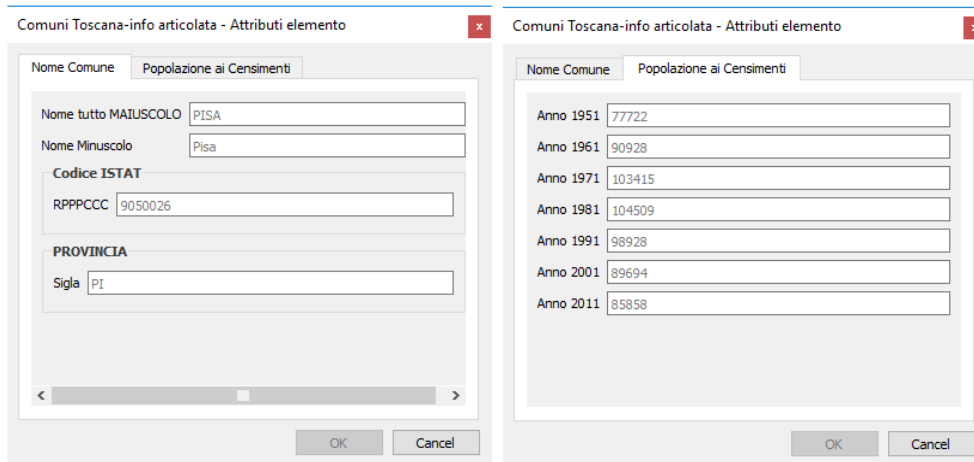 Comuni Toscana-info articolata - Attributi elemento
x
Nome Comune
Popolazione ai Censimenti
Nome tutto MAIUSCOLO PISA
Nome Minuscolo Pisa
Codice ISTAT
RPPPCCC 9050026
PROVINCIA
Sigla PI
OK
Cancel
Comuni Toscana-info articolata - Attributi elemento
x
Nome Comune
Popolazione ai Censimenti
Anno 1951 77722
Anno 1961 90928
Anno 1971 103415
Anno 1981 104509
Anno 1991 98928
Anno 2001 89694
Anno 2011 85858
OK
Cancel